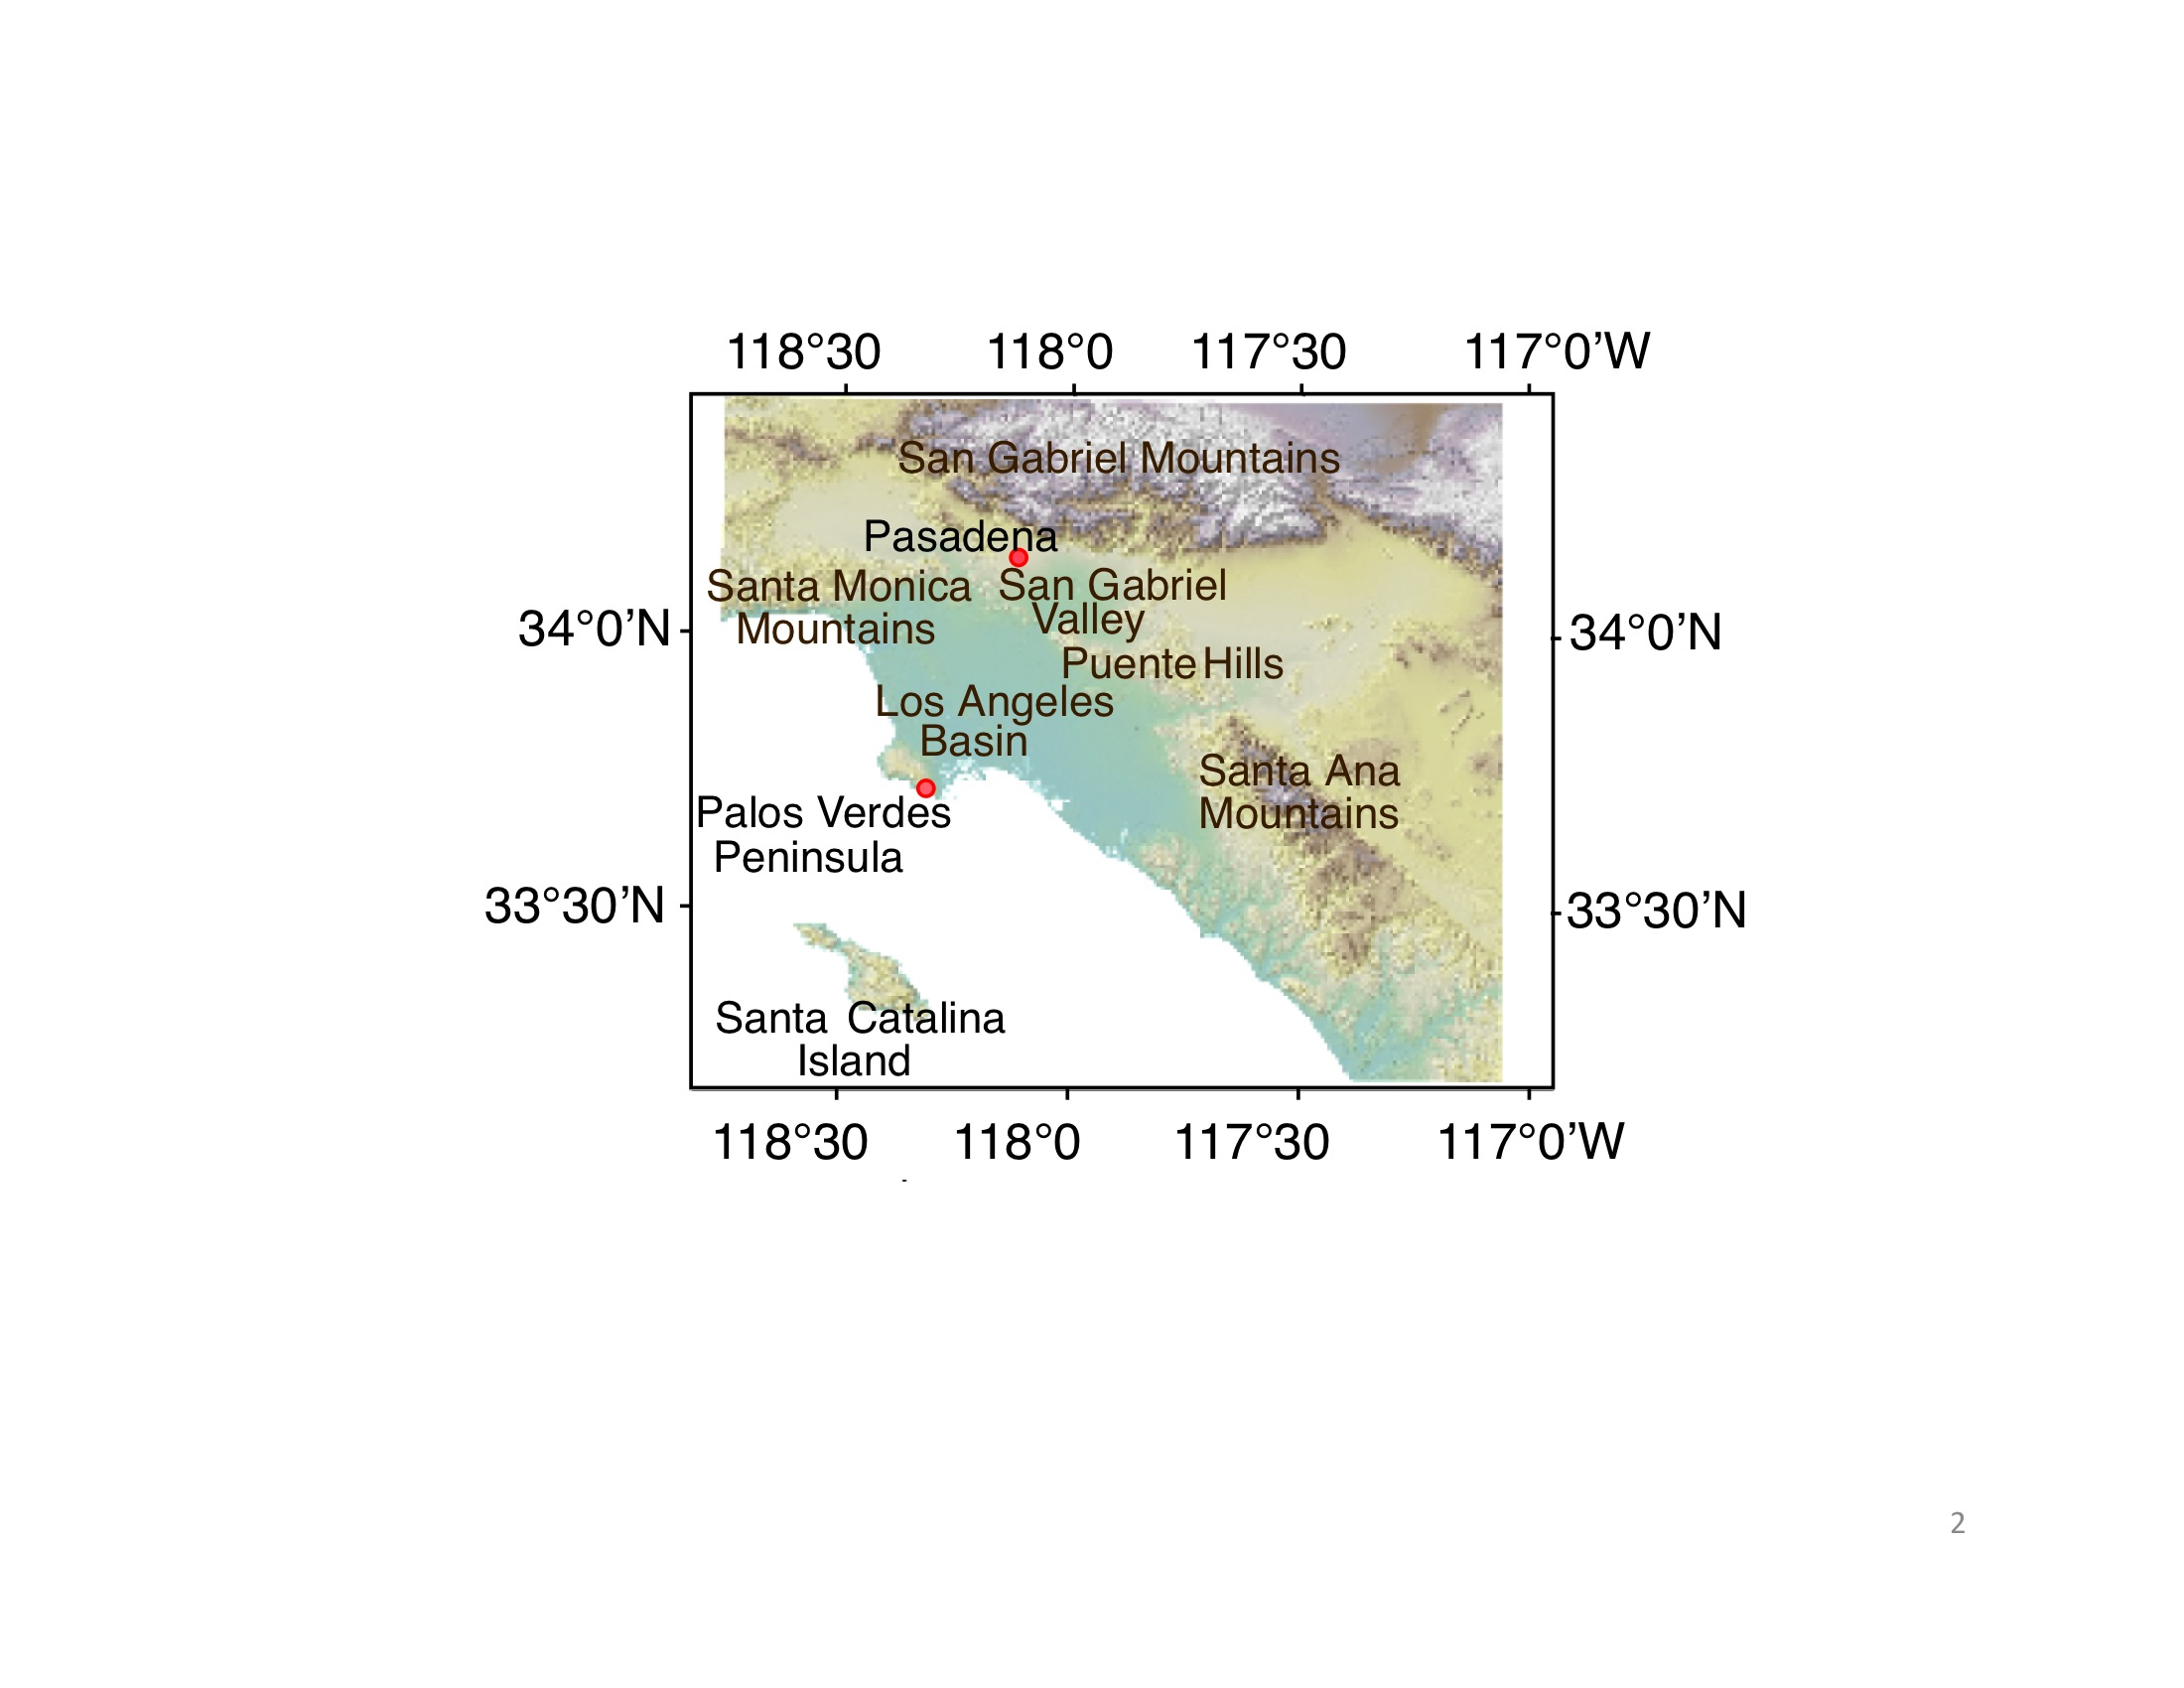 118°30 118°0 117°30 117°0’W
San Gabriel Mountains
Pasadena
Santa Monica San Gabriel
Mountains Valley
34°0’N 34°0’N
Puente Hills
Los Angeles
Basin
Santa Ana
Mountains
Palos Verdes
Peninsula
33°30’N 33°30’N
Santa Catalina
Island
118°30 118°0 117°30 117°0’W
2